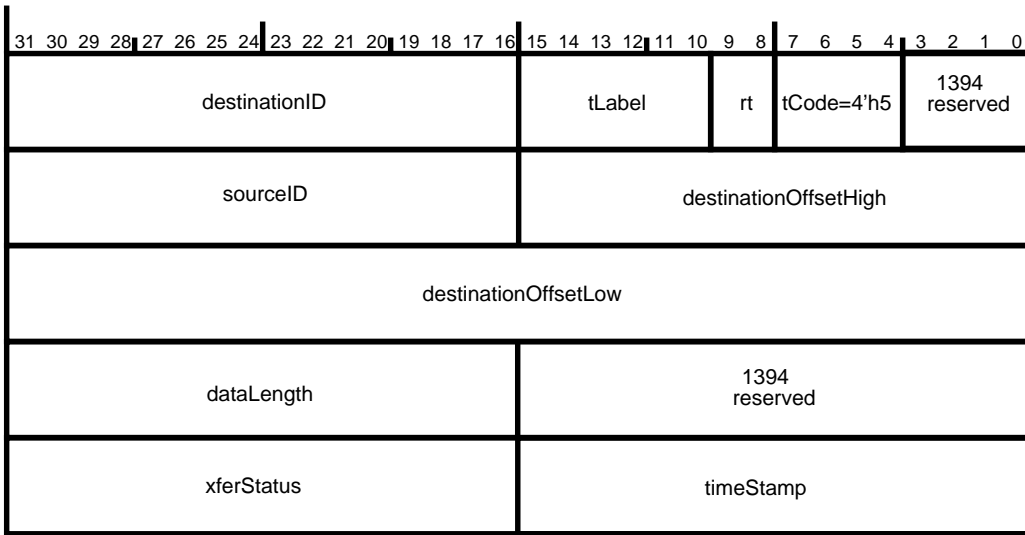 31 30 29 28 27 26 25 24 23 22 21 20 19 18 17 16 15 14 13 12 11 10 9 8 7 6 5 4 3 2 1 0
destinationID tLabel rt tCode=4'h5 1394
reserved
sourceID destinationOffsetHigh
destinationOffsetLow
dataLength 1394
reserved
xferStatus timeStamp